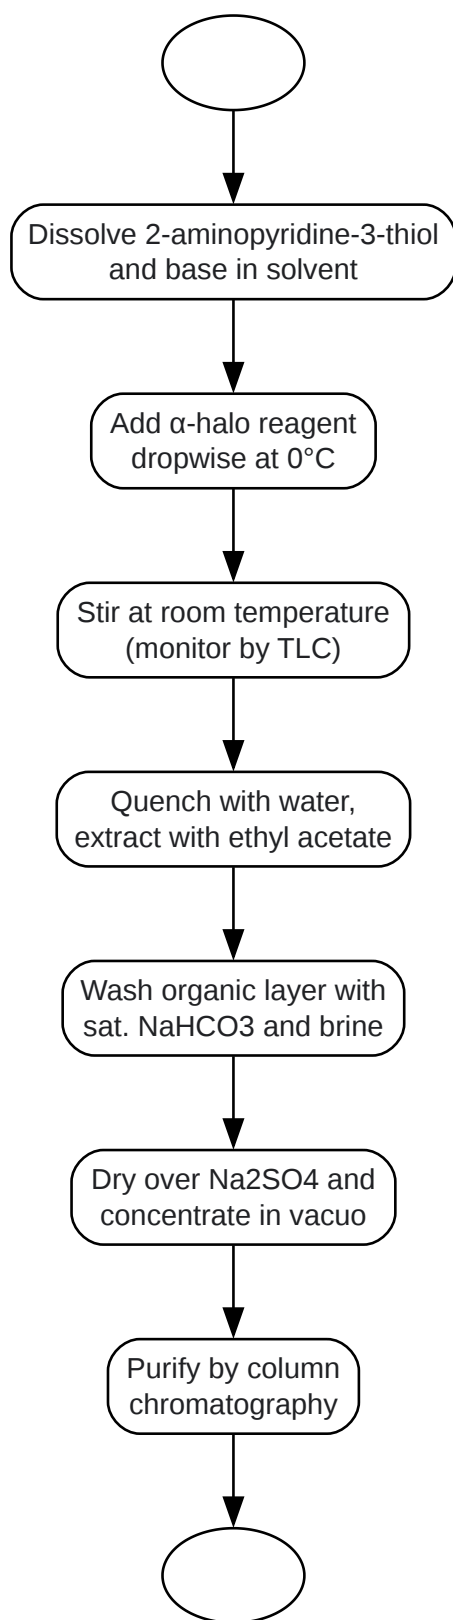 Dissolve 2-aminopyridine-3-thiol
and base in solvent
Add α-halo reagent
dropwise at 0°C
Stir at room temperature
(monitor by TLC)
Quench with water,
extract with ethyl acetate
Wash organic layer with
sat. NaHCO3 and brine
Dry over Na2SO4 and
concentrate in vacuo
Purify by column
chromatography